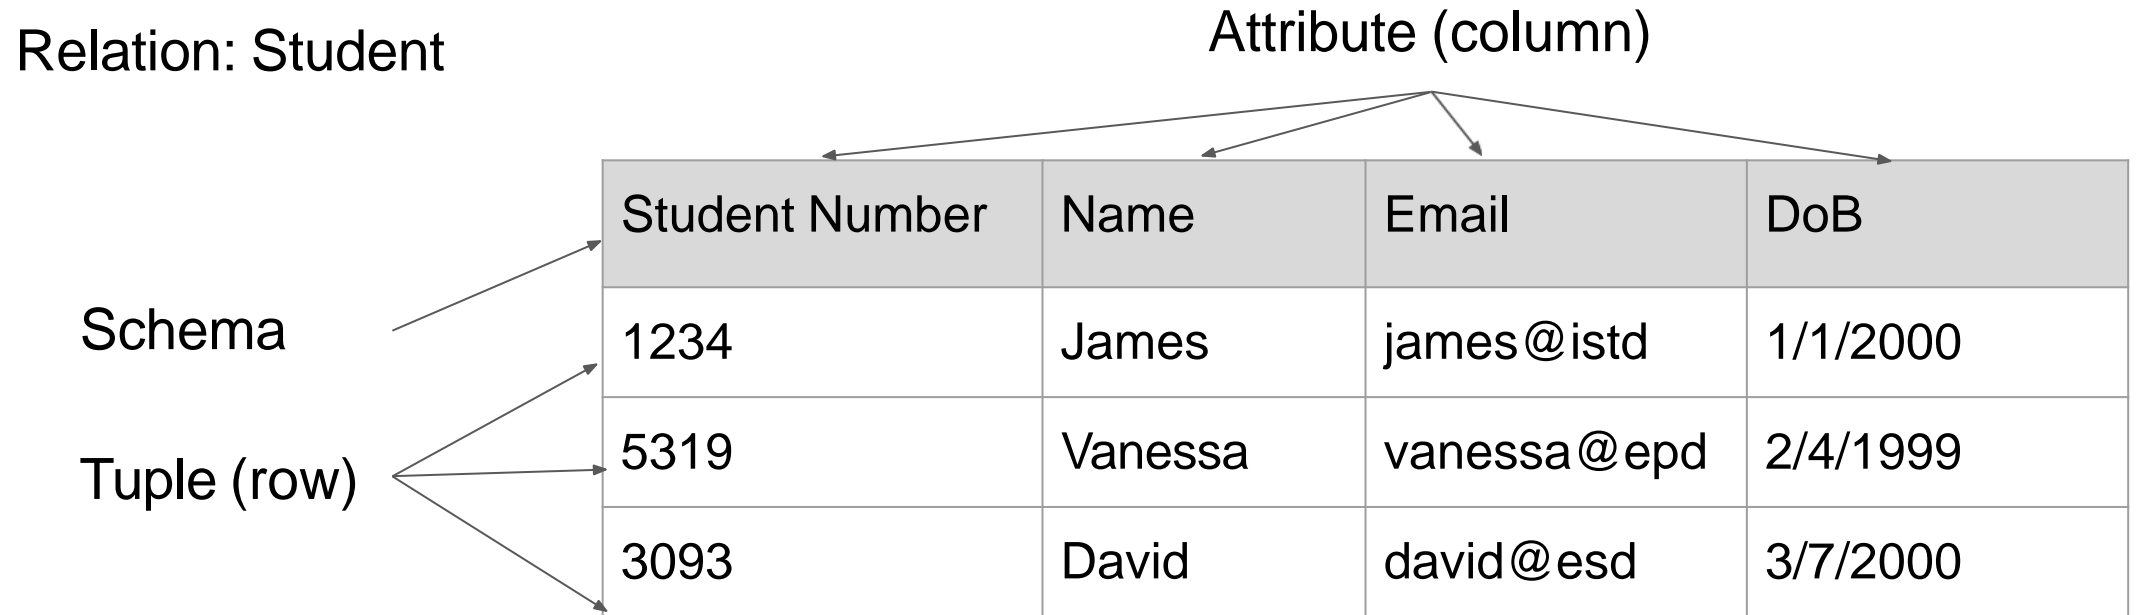 Relation: Student
Attribute (column)
Student Number Name Email DoB
Schema
1234 James james@istd 1/1/2000
Tuple (row)
5319 Vanessa vanessa@epd 2/4/1999
3093 David david@esd 3/7/2000